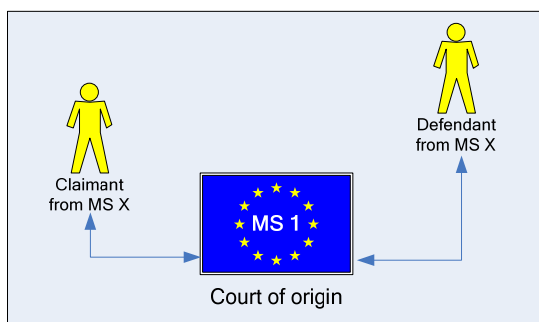 Defendant
from MS X
Claimant
from MS X
MS 1
Court of origin